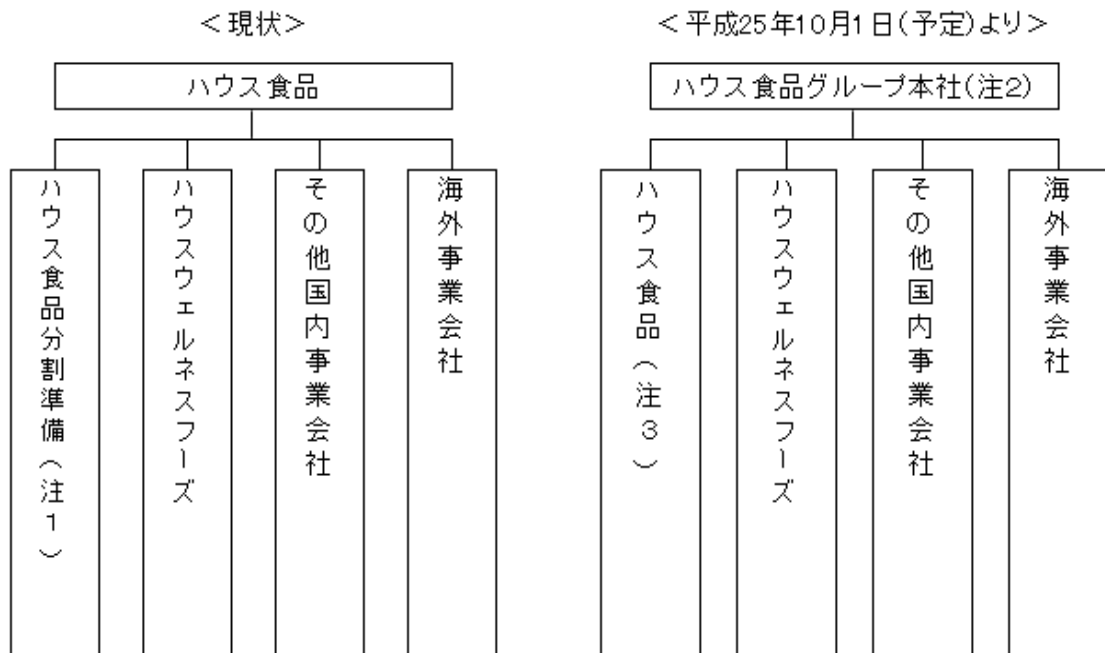 ＜現状＞
ハウス食品
ハウス食品分割準備（注１）
ハウスウェルネスフーズ
その他国内事業会社
海外事業会社
＜平成25年10月1日（予定）より＞
ハウス食品グループ本社（注2）
ハウス食品（注３）
ハウスウェルネスフーズ
その他国内事業会社
海外事業会社